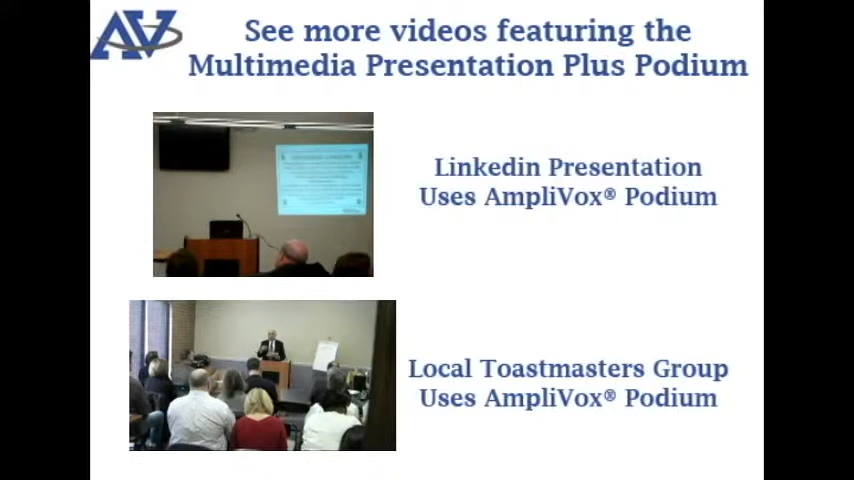 AV
See more videos featuring the
Multimedia Presentation Plus Podium
Linkedin Presentation
Uses AmpliVox® Podium
Local Toastmasters Group
Uses AmpliVox® Podium